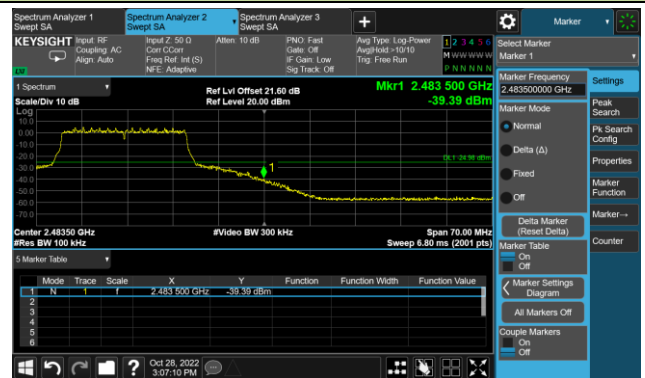 Spectrum Analyzer 1
Swept SA
Spectrum Analyzer 2
Swept SA
Spectrum Analyzer 3
Swept SA
+
Marker
KEYSIGHT
Input: RF
Coupling: AC
Align: Auto
Input Z: 50 Ω
Corr CCorr
Freq Ref: Int (S)
NFE: Adaptive
Atten: 10 dB
PNO: Fast
Gate: Off
IF Gain: Low
Sig Track: Off
Avg Type: Log-Power
Avg|Hold:>10/10
Trig: Free Run
1 2 3 4 5 6
M W W W W W
P N N N N N
LXI
Select Marker
Marker 1
1 Spectrum
Scale/Div 10 dB
Log
Ref Lvl Offset 21.60 dB
Ref Level 20.00 dBm
Mkr1 2.483 500 GHz
-39.39 dBm
10.0
0.00
-10.0
-20.0
-30.0
-40.0
-50.0
-60.0
-70.0
DL1 -24.98 dBm
1
Center 2.48350 GHz
#Res BW 100 kHz
#Video BW 300 kHz
Span 70.00 MHz
Sweep 6.80 ms (2001 pts)
5 Marker Table
Mode Trace Scale X Y Function Function Width Function Value
1 N 1 f 2.483 500 GHz -39.39 dBm
2
3
4
5
6
Marker Frequency
2.483500000 GHz
Marker Mode
Normal
Delta (Δ)
Fixed
Off
Delta Marker
(Reset Delta)
Marker Table
On
Off
Marker Settings
Diagram
All Markers Off
Couple Markers
On
Off
Settings
Peak
Search
Pk Search
Config
Properties
Marker
Function
Marker→
Counter
?
Oct 28, 2022
3:07:10 PM